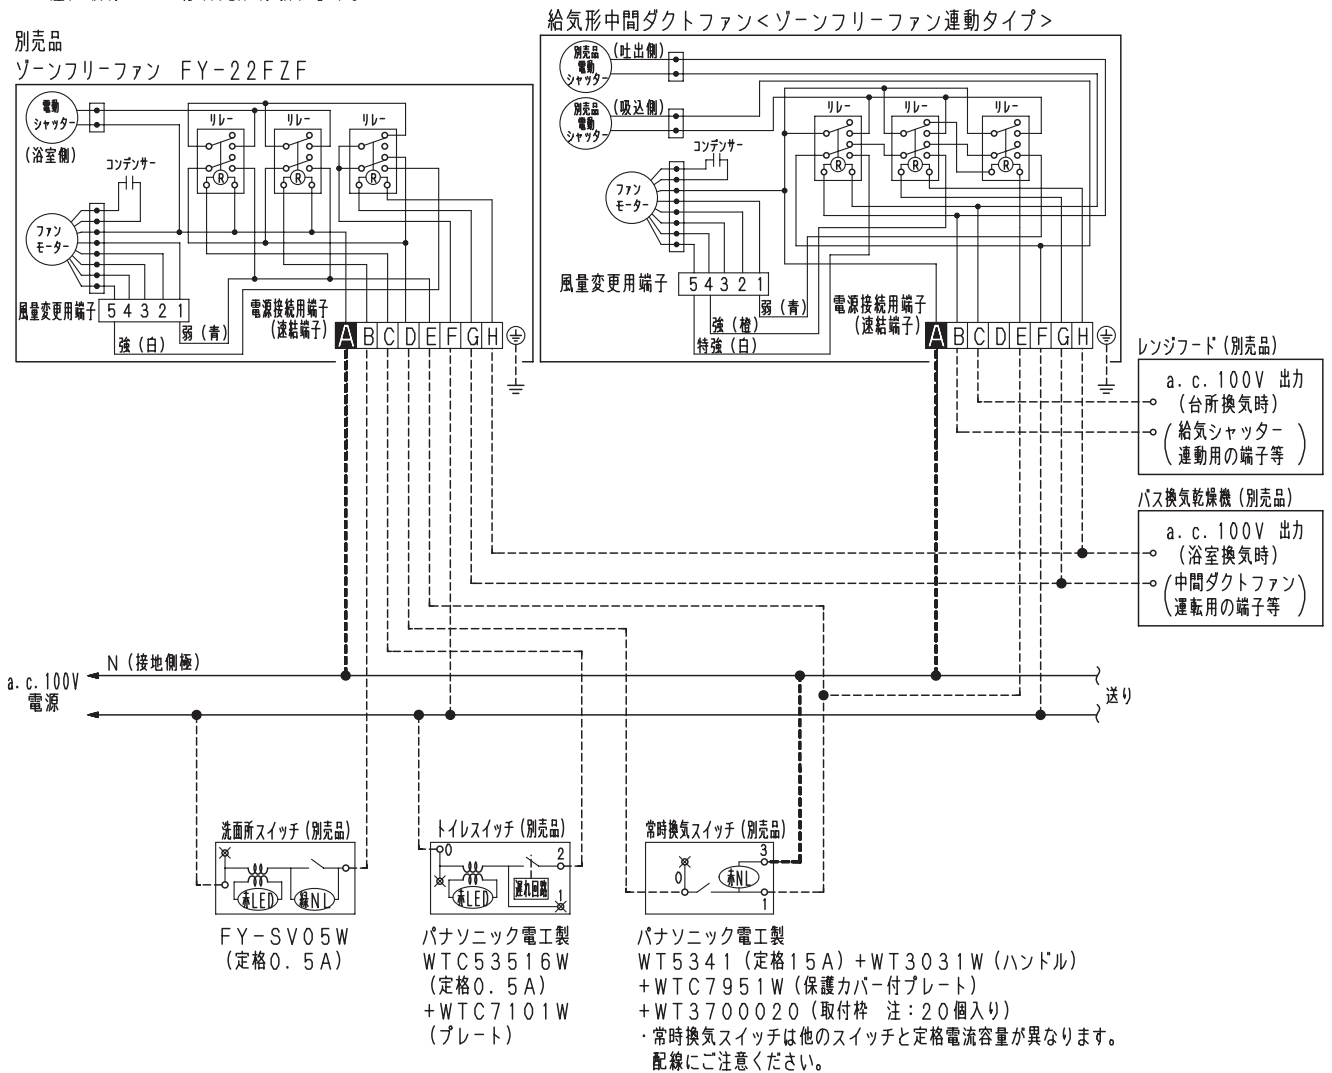 給気形中間ダクトファン<ゾーンフリーファン連動タイプ>
別売品
ゾーンフリーファン FY-22FZF
電動
シャッター
(浴室側)
コンデンサー
リレー
リレー
リレー
R
R
R
ファン
モーター
風量変更用端子
5 4 3 2 1
弱(青)
強(白)
電源接続用端子
(速結端子)
A B C D E F G H
別売品
電動
シャッター
(吐出側)
別売品
電動
シャッター
(吸込側)
コンデンサー
リレー
リレー
リレー
R
R
R
ファン
モーター
風量変更用端子
5 4 3 2 1
弱(青)
強(橙)
特強(白)
電源接続用端子
(速結端子)
A B C D E F G H
レンジフード(別売品)
a.c.100V 出力
(台所換気時)
(給気シャッター
連動用の端子等)
バス換気乾燥機(別売品)
a.c.100V 出力
(浴室換気時)
(中間ダクトファン
運転用の端子等)
N(接地側極)
a.c.100V
電源
送り
洗面所スイッチ(別売品)
赤LED
緑NL
FY-SV05W
(定格0.5A)
トイレスイッチ(別売品)
0
2
赤LED
遅れ回路
1
パナソニック電工製
WTC53516W
(定格0.5A)
+WTC7101W
(プレート)
常時換気スイッチ(別売品)
3
0
赤NL
1
パナソニック電工製
WT5341(定格15A)+WT3031W(ハンドル)
+WTC7951W(保護カバー付プレート)
+WT3700020(取付枠 注:20個入り)
・常時換気スイッチは他のスイッチと定格電流容量が異なります。
配線にご注意ください。